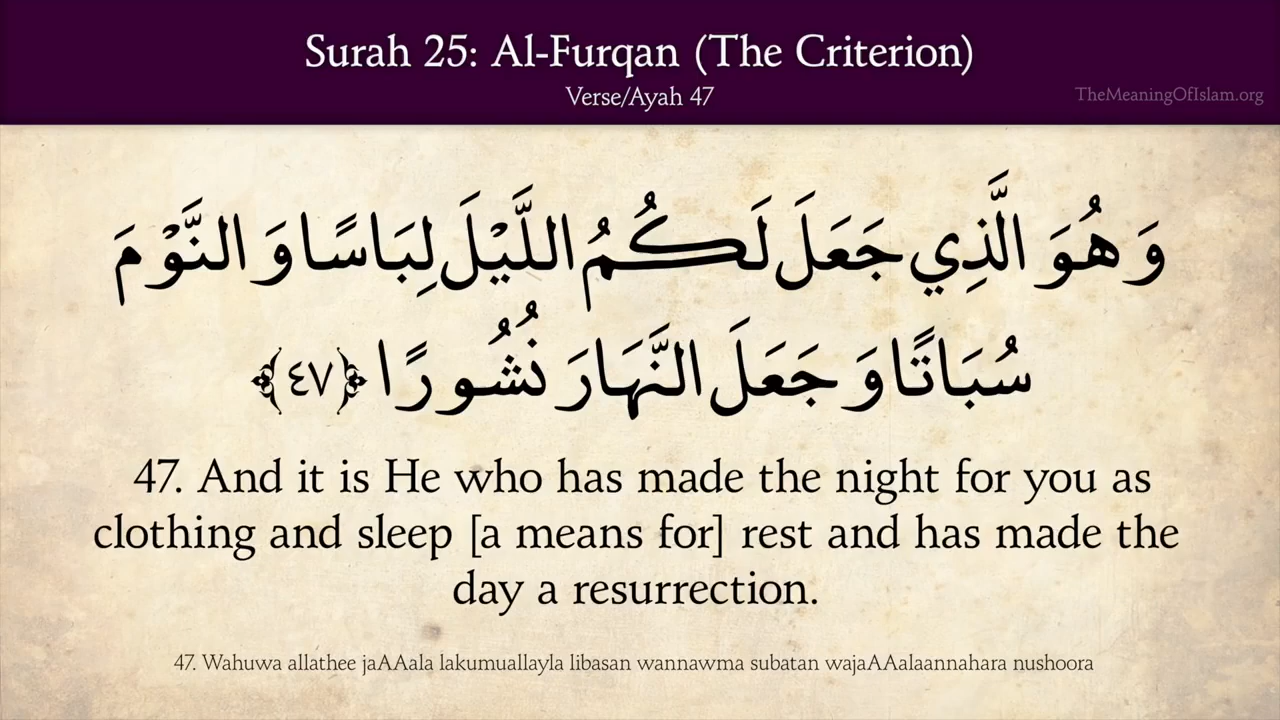 Surah 25: Al-Furqan (The Criterion)
Verse/Ayah 47
TheMeaningOfIslam.org
وَهُوَ الَّذِي جَعَلَ لَكُمُ اللَّيْلَ لِبَاسًا وَالنَّوْمَ
سُبَاتًا وَجَعَلَ النَّهَارَ نُشُورًا ﴿٤٧﴾
47. And it is He who has made the night for you as
clothing and sleep [a means for] rest and has made the
day a resurrection.
47. Wahuwa allathee jaAAala lakumuallayla libasan wannawma subatan wajaAAalaannahara nushoora